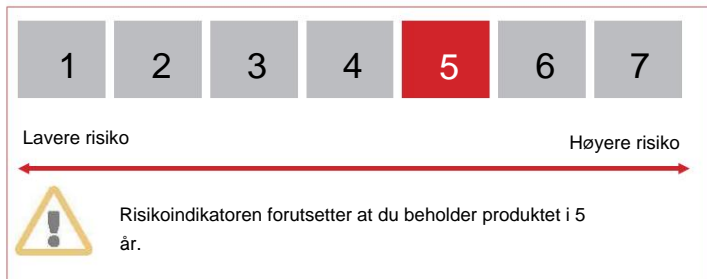 1 2 3 4 5 6 7
Lavere risiko Høyere risiko
Risikoindikatoren forutsetter at du beholder produktet i 5
år.